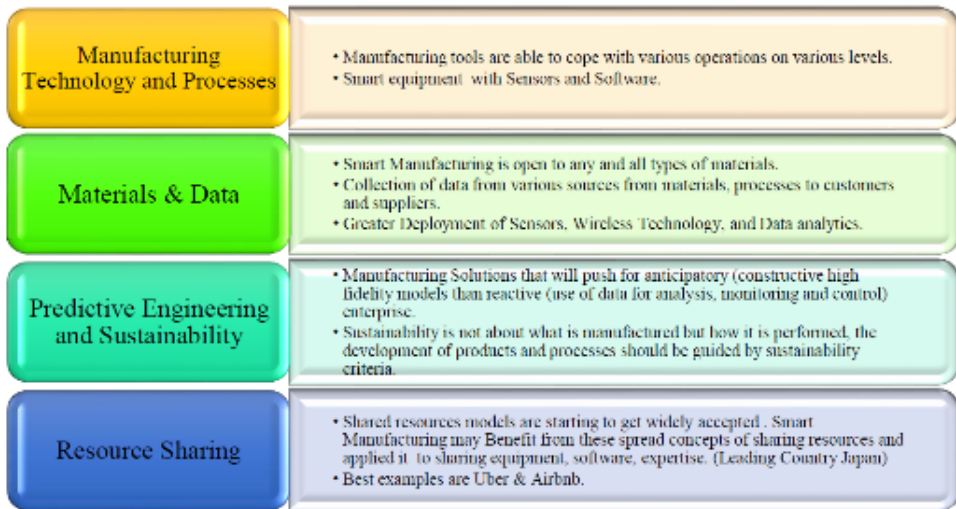 Manufacturing
Technology and Processes
• Manufacturing tools are able to cope with various operations on various levels.
• Smart equipment with Sensors and Software.
Materials & Data
• Smart Manufacturing is open to any and all types of materials.
• Collection of data from various sources from materials, processes to customers
and suppliers.
• Greater Deployment of Sensors, Wireless Technology, and Data analytics.
Predictive Engineering
and Sustainability
• Manufacturing Solutions that will push for anticipatory (constructive high
fidelity models than reactive (use of data for analysis, monitoring and control)
enterprise.
• Sustainability is not about what is manufactured but how it is performed, the
development of products and processes should be guided by sustainability
criteria.
Resource Sharing
• Shared resources models are starting to get widely accepted . Smart
Manufacturing may Benefit from these spread concepts of sharing resources and
applied it to sharing equipment, software, expertise. (Leading Country Japan)
• Best examples are Uber & Airbnb.